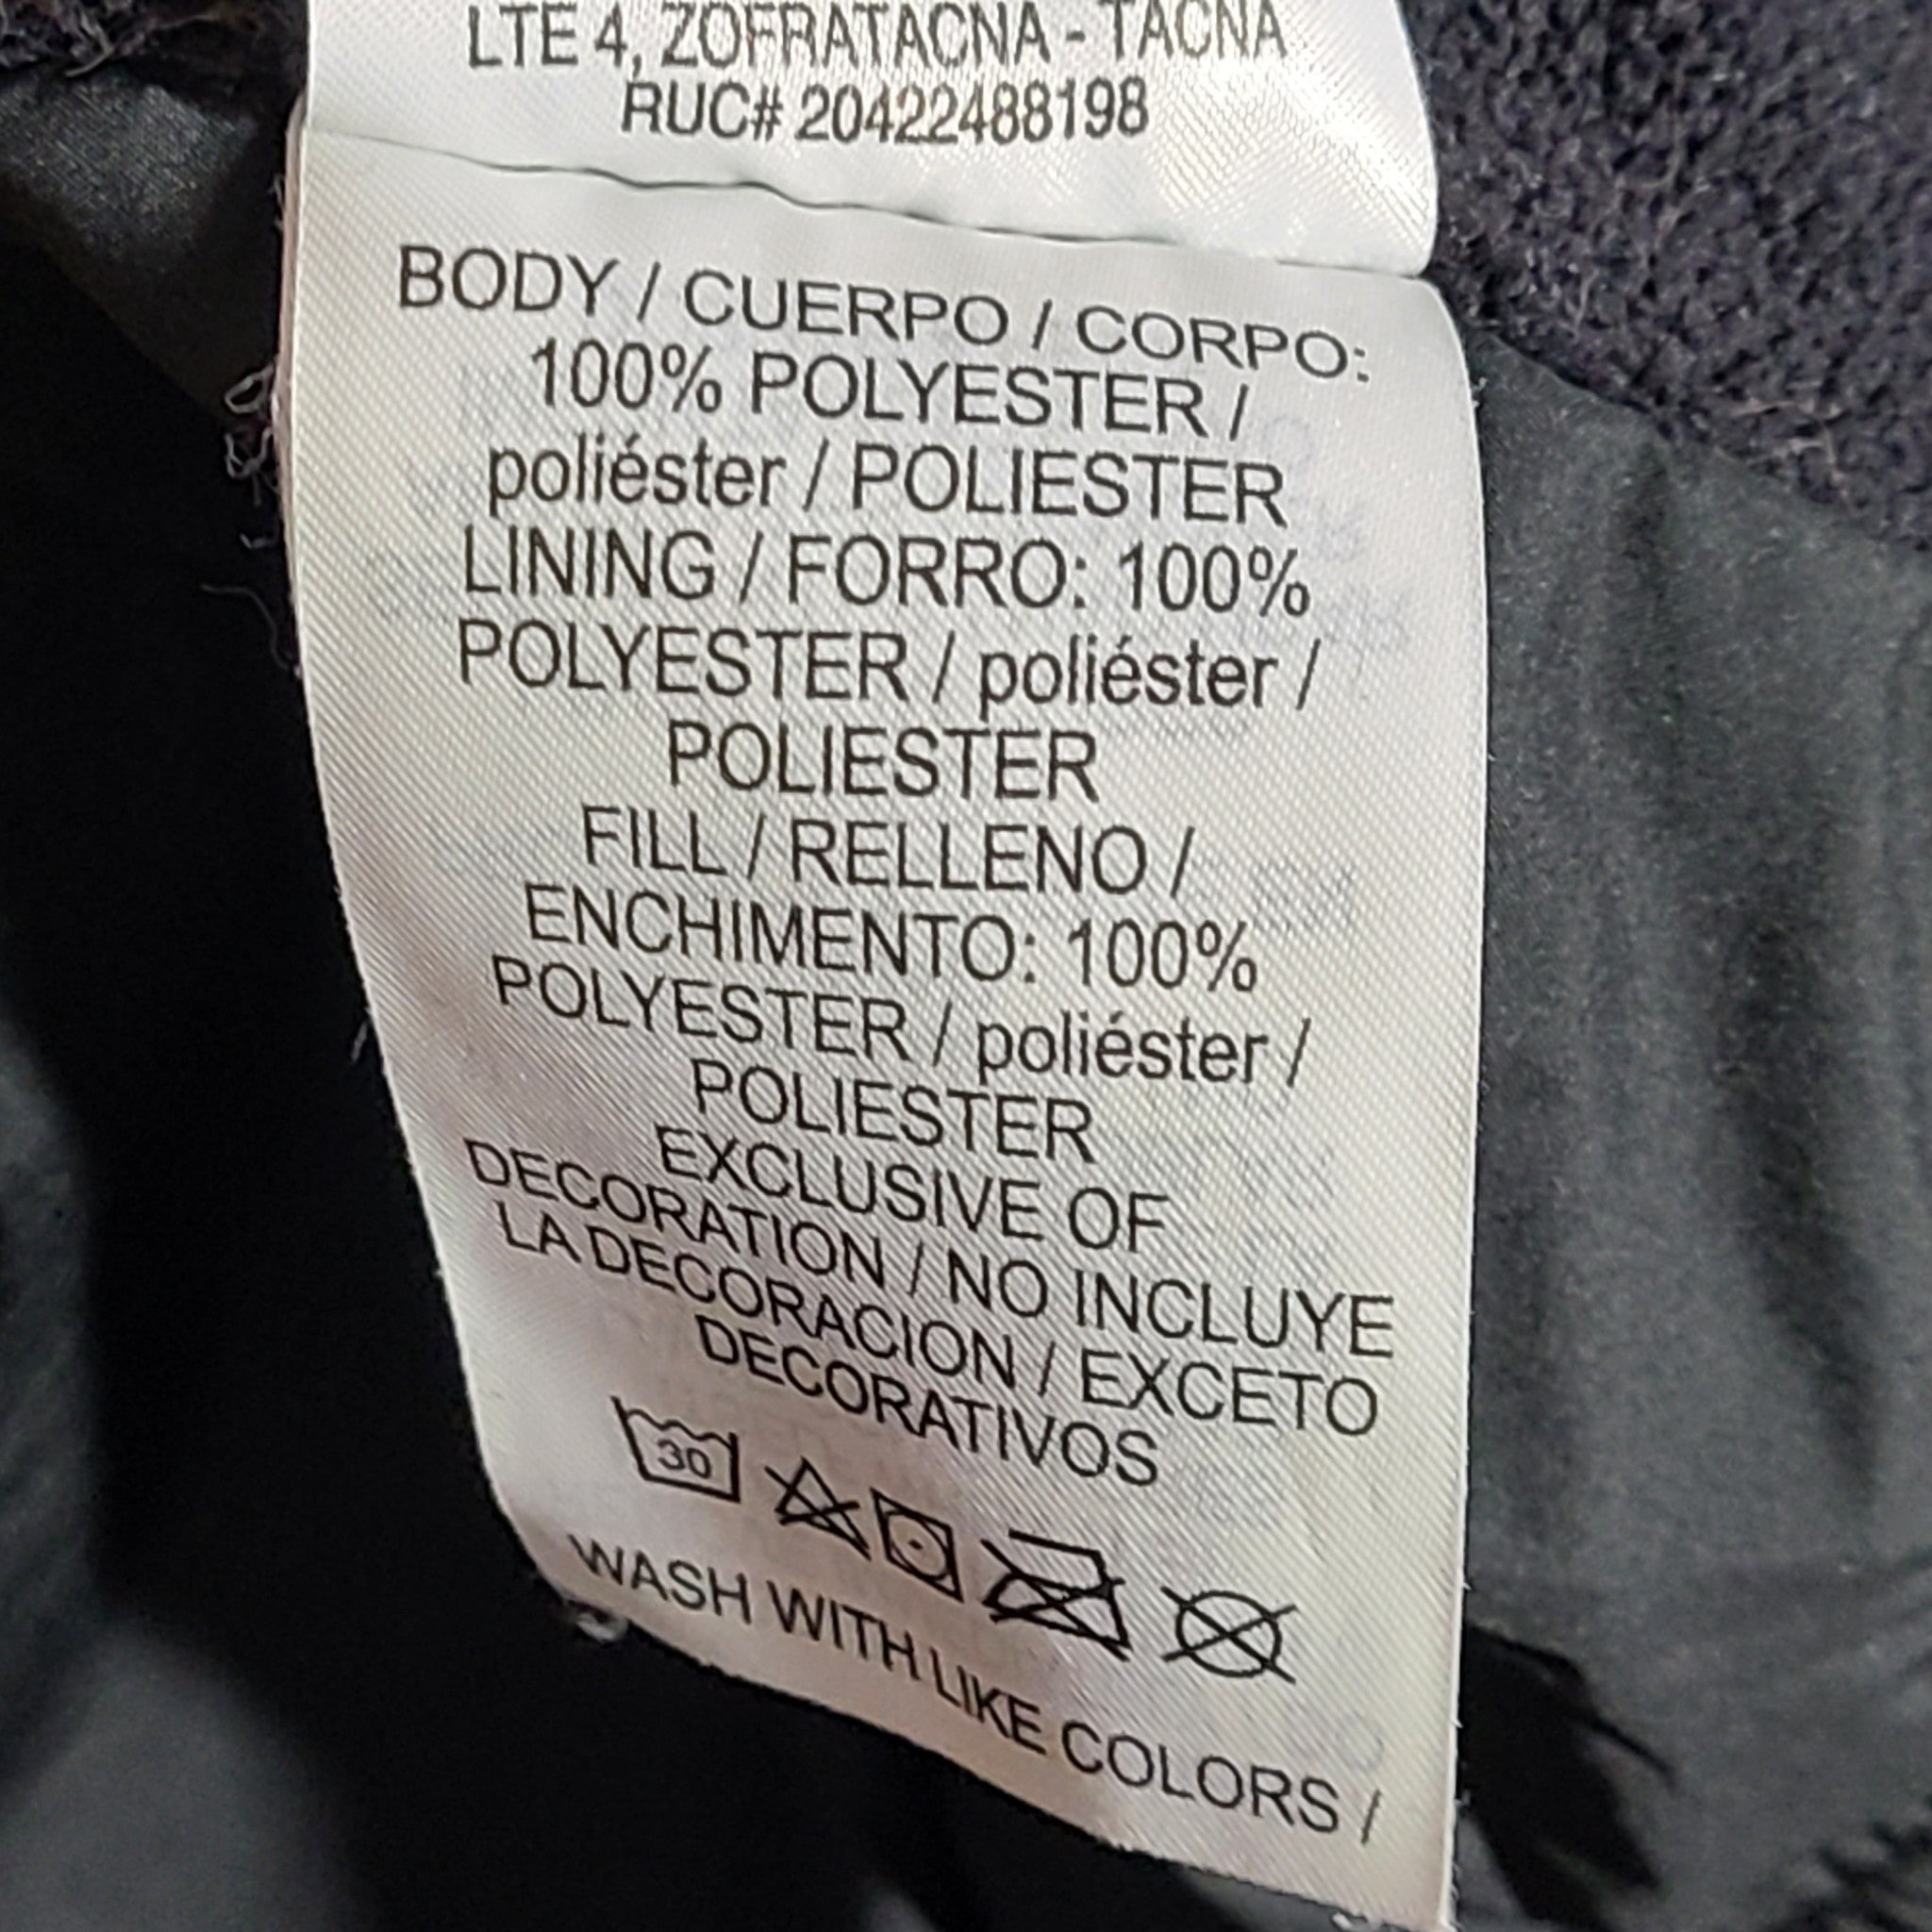 LTE 4, ZOFRATACNA - TACNA
RUC# 20422488198
BODY / CUERPO / CORPO:
100% POLYESTER /
poliéster / POLIESTER
LINING / FORRO: 100%
POLYESTER / poliéster /
POLIESTER
FILL / RELLENO /
ENCHIMENTO: 100%
POLYESTER / poliéster /
POLIESTER
EXCLUSIVE OF
DECORATION / NO INCLUYE
LA DECORACION / EXCETO
DECORATIVOS
30
WASH WITH LIKE COLORS /